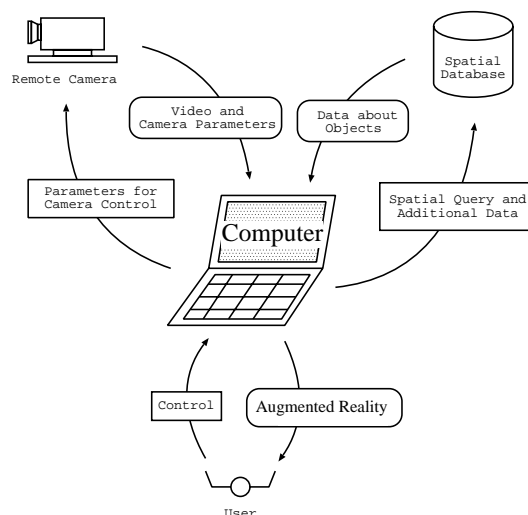 Remote Camera
Spatial
Database
Video and
Camera Parameters
Data about
Objects
Parameters for
Camera Control
Spatial Query and
Additional Data
Computer
Control
Augmented Reality
User